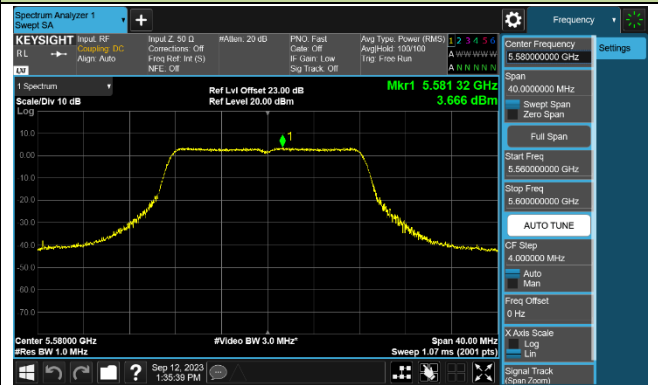 Spectrum Analyzer 1
Swept SA
+
Frequency
KEYSIGHT
RL
LXI
Input: RF
Coupling: DC
Align: Auto
Input Z: 50 Ω
Corrections: Off
Freq Ref: Int (S)
NFE: Off
#Atten: 20 dB
PNO: Fast
Gate: Off
IF Gain: Low
Sig Track: Off
Avg Type: Power (RMS)
Avg|Hold: 100/100
Trig: Free Run
1 2 3 4 5 6
A W W W W W
A N N N N N
1 Spectrum
Scale/Div 10 dB
Log
Ref Lvl Offset 23.00 dB
Ref Level 20.00 dBm
Mkr1 5.581 32 GHz
3.666 dBm
1
10.0
0.00
-10.0
-20.0
-30.0
-40.0
-50.0
-60.0
-70.0
Center 5.58000 GHz
#Res BW 1.0 MHz
#Video BW 3.0 MHz*
Span 40.00 MHz
Sweep 1.07 ms (2001 pts)
?
Sep 12, 2023
1:35:39 PM
Center Frequency
5.580000000 GHz
Span
40.0000000 MHz
Swept Span
Zero Span
Full Span
Start Freq
5.560000000 GHz
Stop Freq
5.600000000 GHz
AUTO TUNE
CF Step
4.000000 MHz
Auto
Man
Freq Offset
0 Hz
X Axis Scale
Log
Lin
Signal Track
(Span Zoom)
Settings